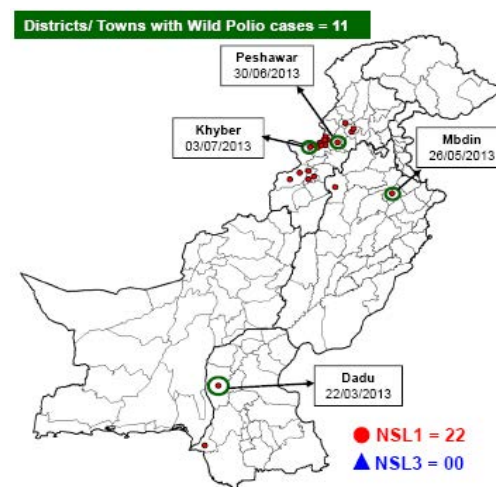 Districts/ Towns with Wild Polio cases = 11
Peshawar
30/06/2013
Khyber
03/07/2013
Mbdin
26/05/2013
Dadu
22/03/2013
NSL1 = 22
NSL3 = 00